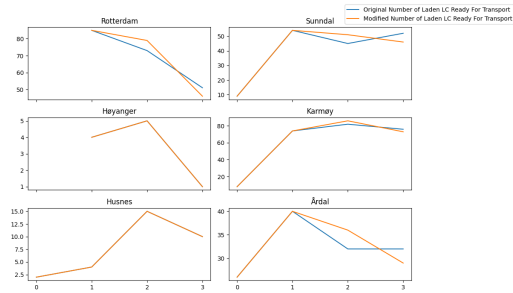 Original Number of Laden LC Ready For Transport
Modified Number of Laden LC Ready For Transport
Rotterdam
80
70
60
50
Sunndal
50
40
30
20
10
Høyanger
5
4
3
2
1
Karmøy
80
60
40
20
Husnes
15.0
12.5
10.0
7.5
5.0
2.5
0 1 2 3
Årdal
40
35
30
0 1 2 3